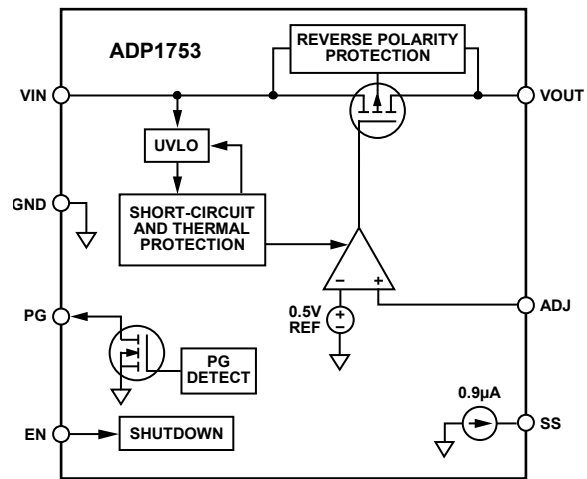 ADP1753
REVERSE POLARITY
PROTECTION
VIN
VOUT
UVLO
GND
SHORT-CIRCUIT
AND THERMAL
PROTECTION
–
+
0.5V
REF
+
–
ADJ
PG
PG
DETECT
0.9µA
SS
EN
SHUTDOWN